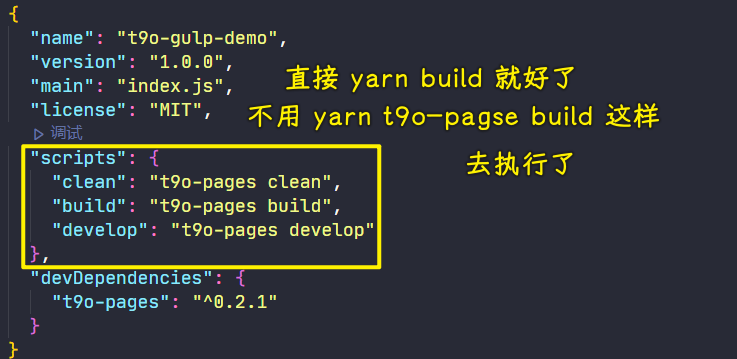 {
"name": "t9o-gulp-demo",
"version": "1.0.0",
"main": "index.js",
"license": "MIT",
直接 yarn build 就好了
不用 yarn t9o-pagse build 这样
去执行了
▷ 调试
"scripts": {
"clean": "t9o-pages clean",
"build": "t9o-pages build",
"develop": "t9o-pages develop"
},
"devDependencies": {
"t9o-pages": "^0.2.1"
}
}